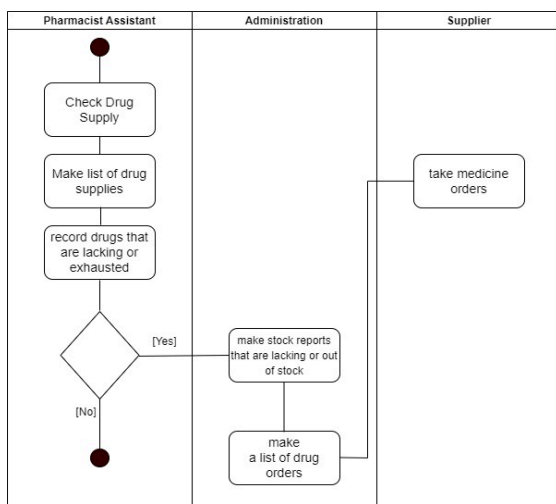 Pharmacist Assistant
Administration
Supplier
Check Drug
Supply
Make list of drug
supplies
take medicine
orders
record drugs that
are lacking or
exhausted
[Yes]
make stock reports
that are lacking or out
of stock
[No]
make
a list of drug
orders